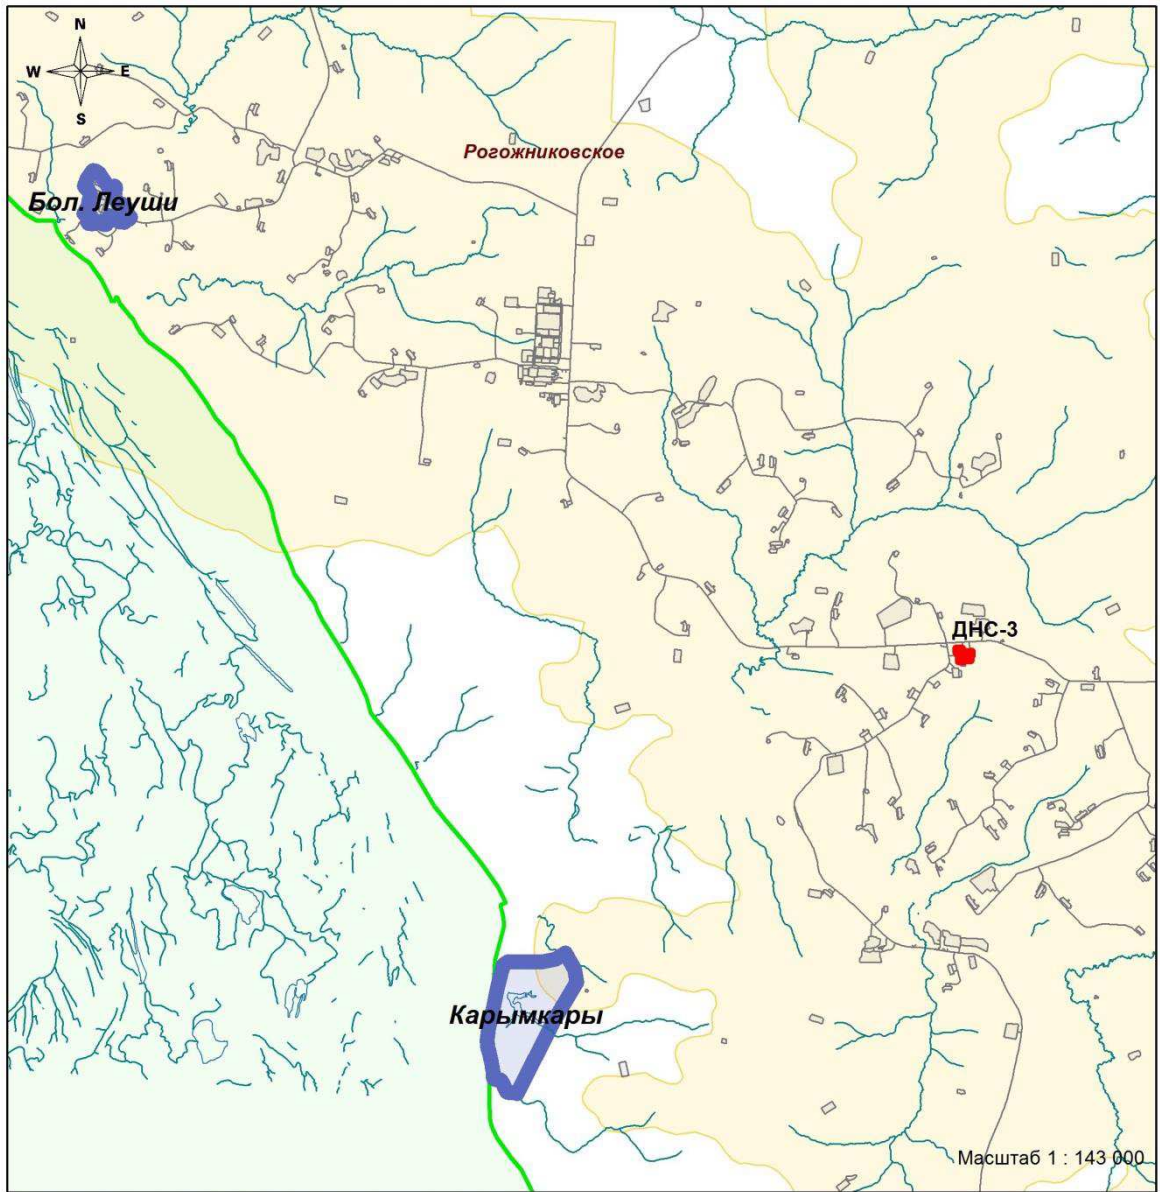 N
W E
S
Рогожниковское
Бол. Леуши
ДНС-3
Карымкары
Масштаб 1 : 143 000